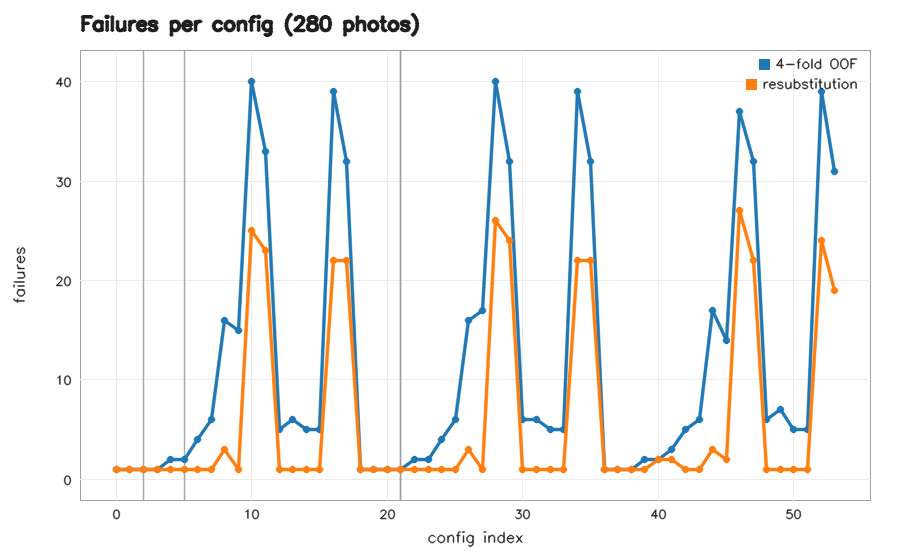 Failures per config (280 photos)
4-fold OOF
resubstitution
40
30
20
10
0
failures
0 10 20 30 40 50
config index